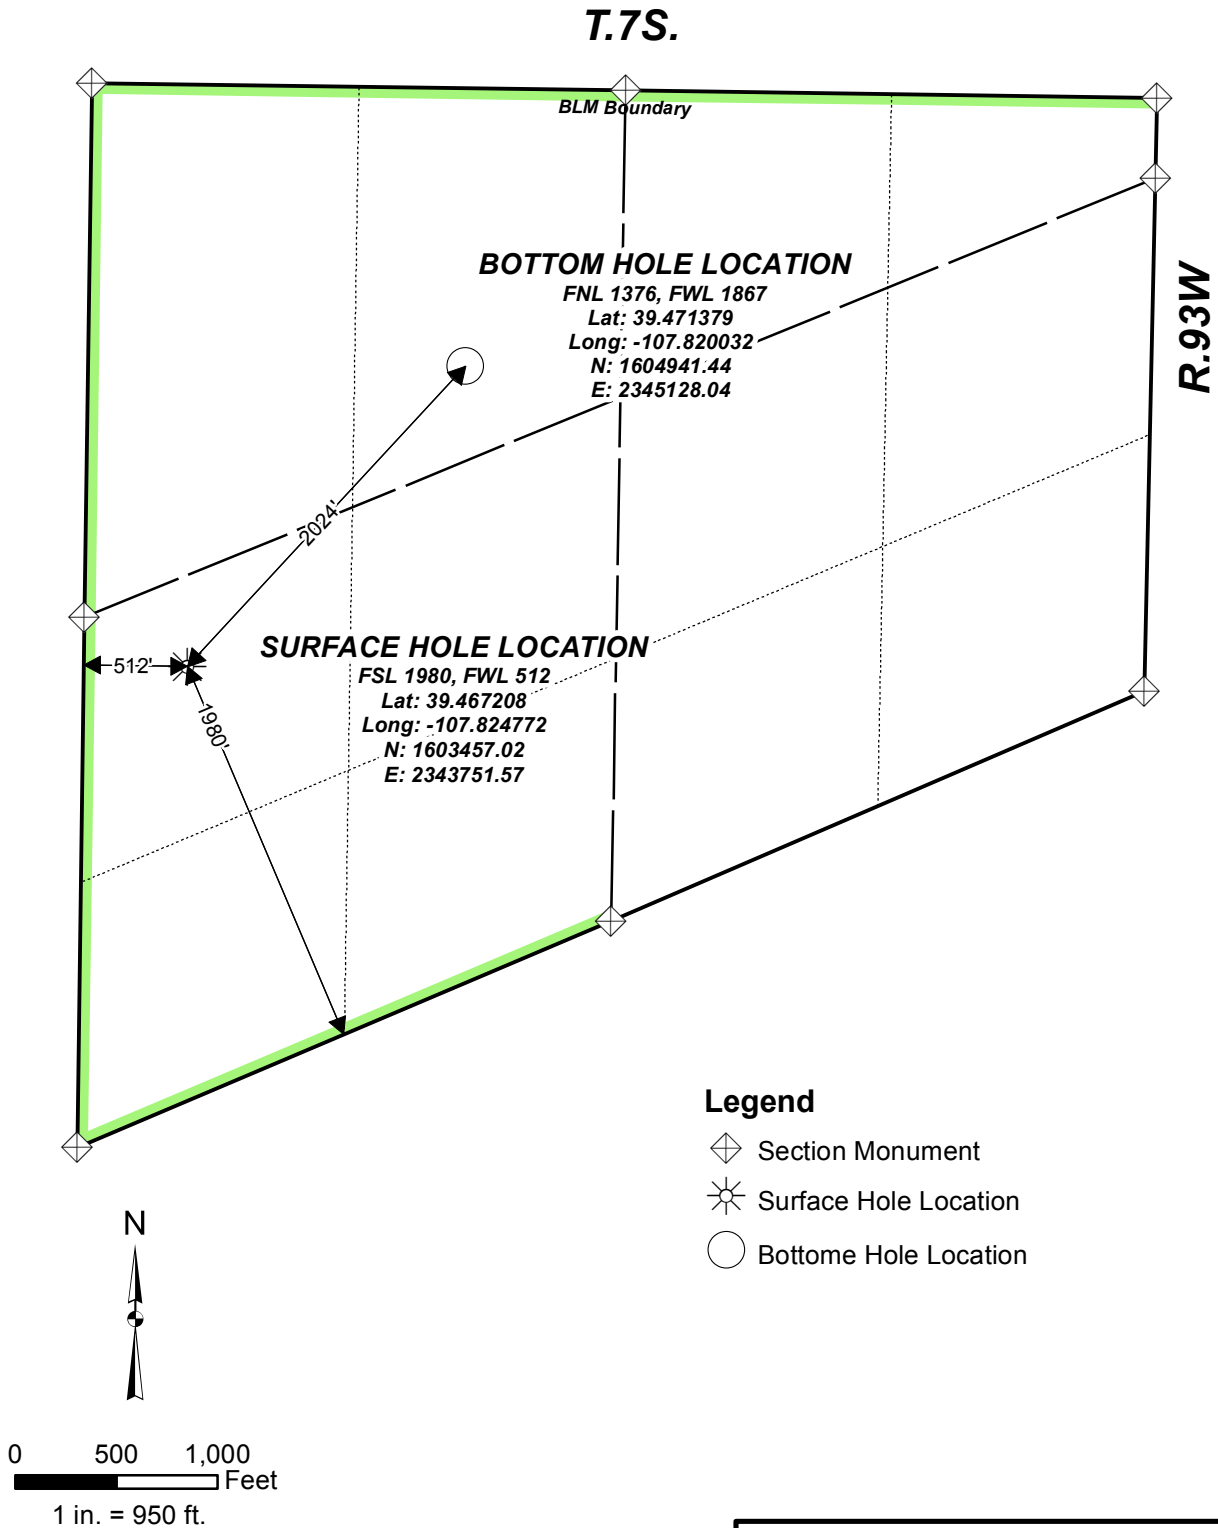 T.7S.
BLM Boundary
R.93W
BOTTOM HOLE LOCATION
FNL 1376, FWL 1867
Lat: 39.471379
Long: -107.820032
N: 1604941.44
E: 2345128.04
2024'
512'
1980'
SURFACE HOLE LOCATION
FSL 1980, FWL 512
Lat: 39.467208
Long: -107.824772
N: 1603457.02
E: 2343751.57
Legend
Section Monument
Surface Hole Location
Bottome Hole Location
N
0 500 1,000
Feet
1 in. = 950 ft.